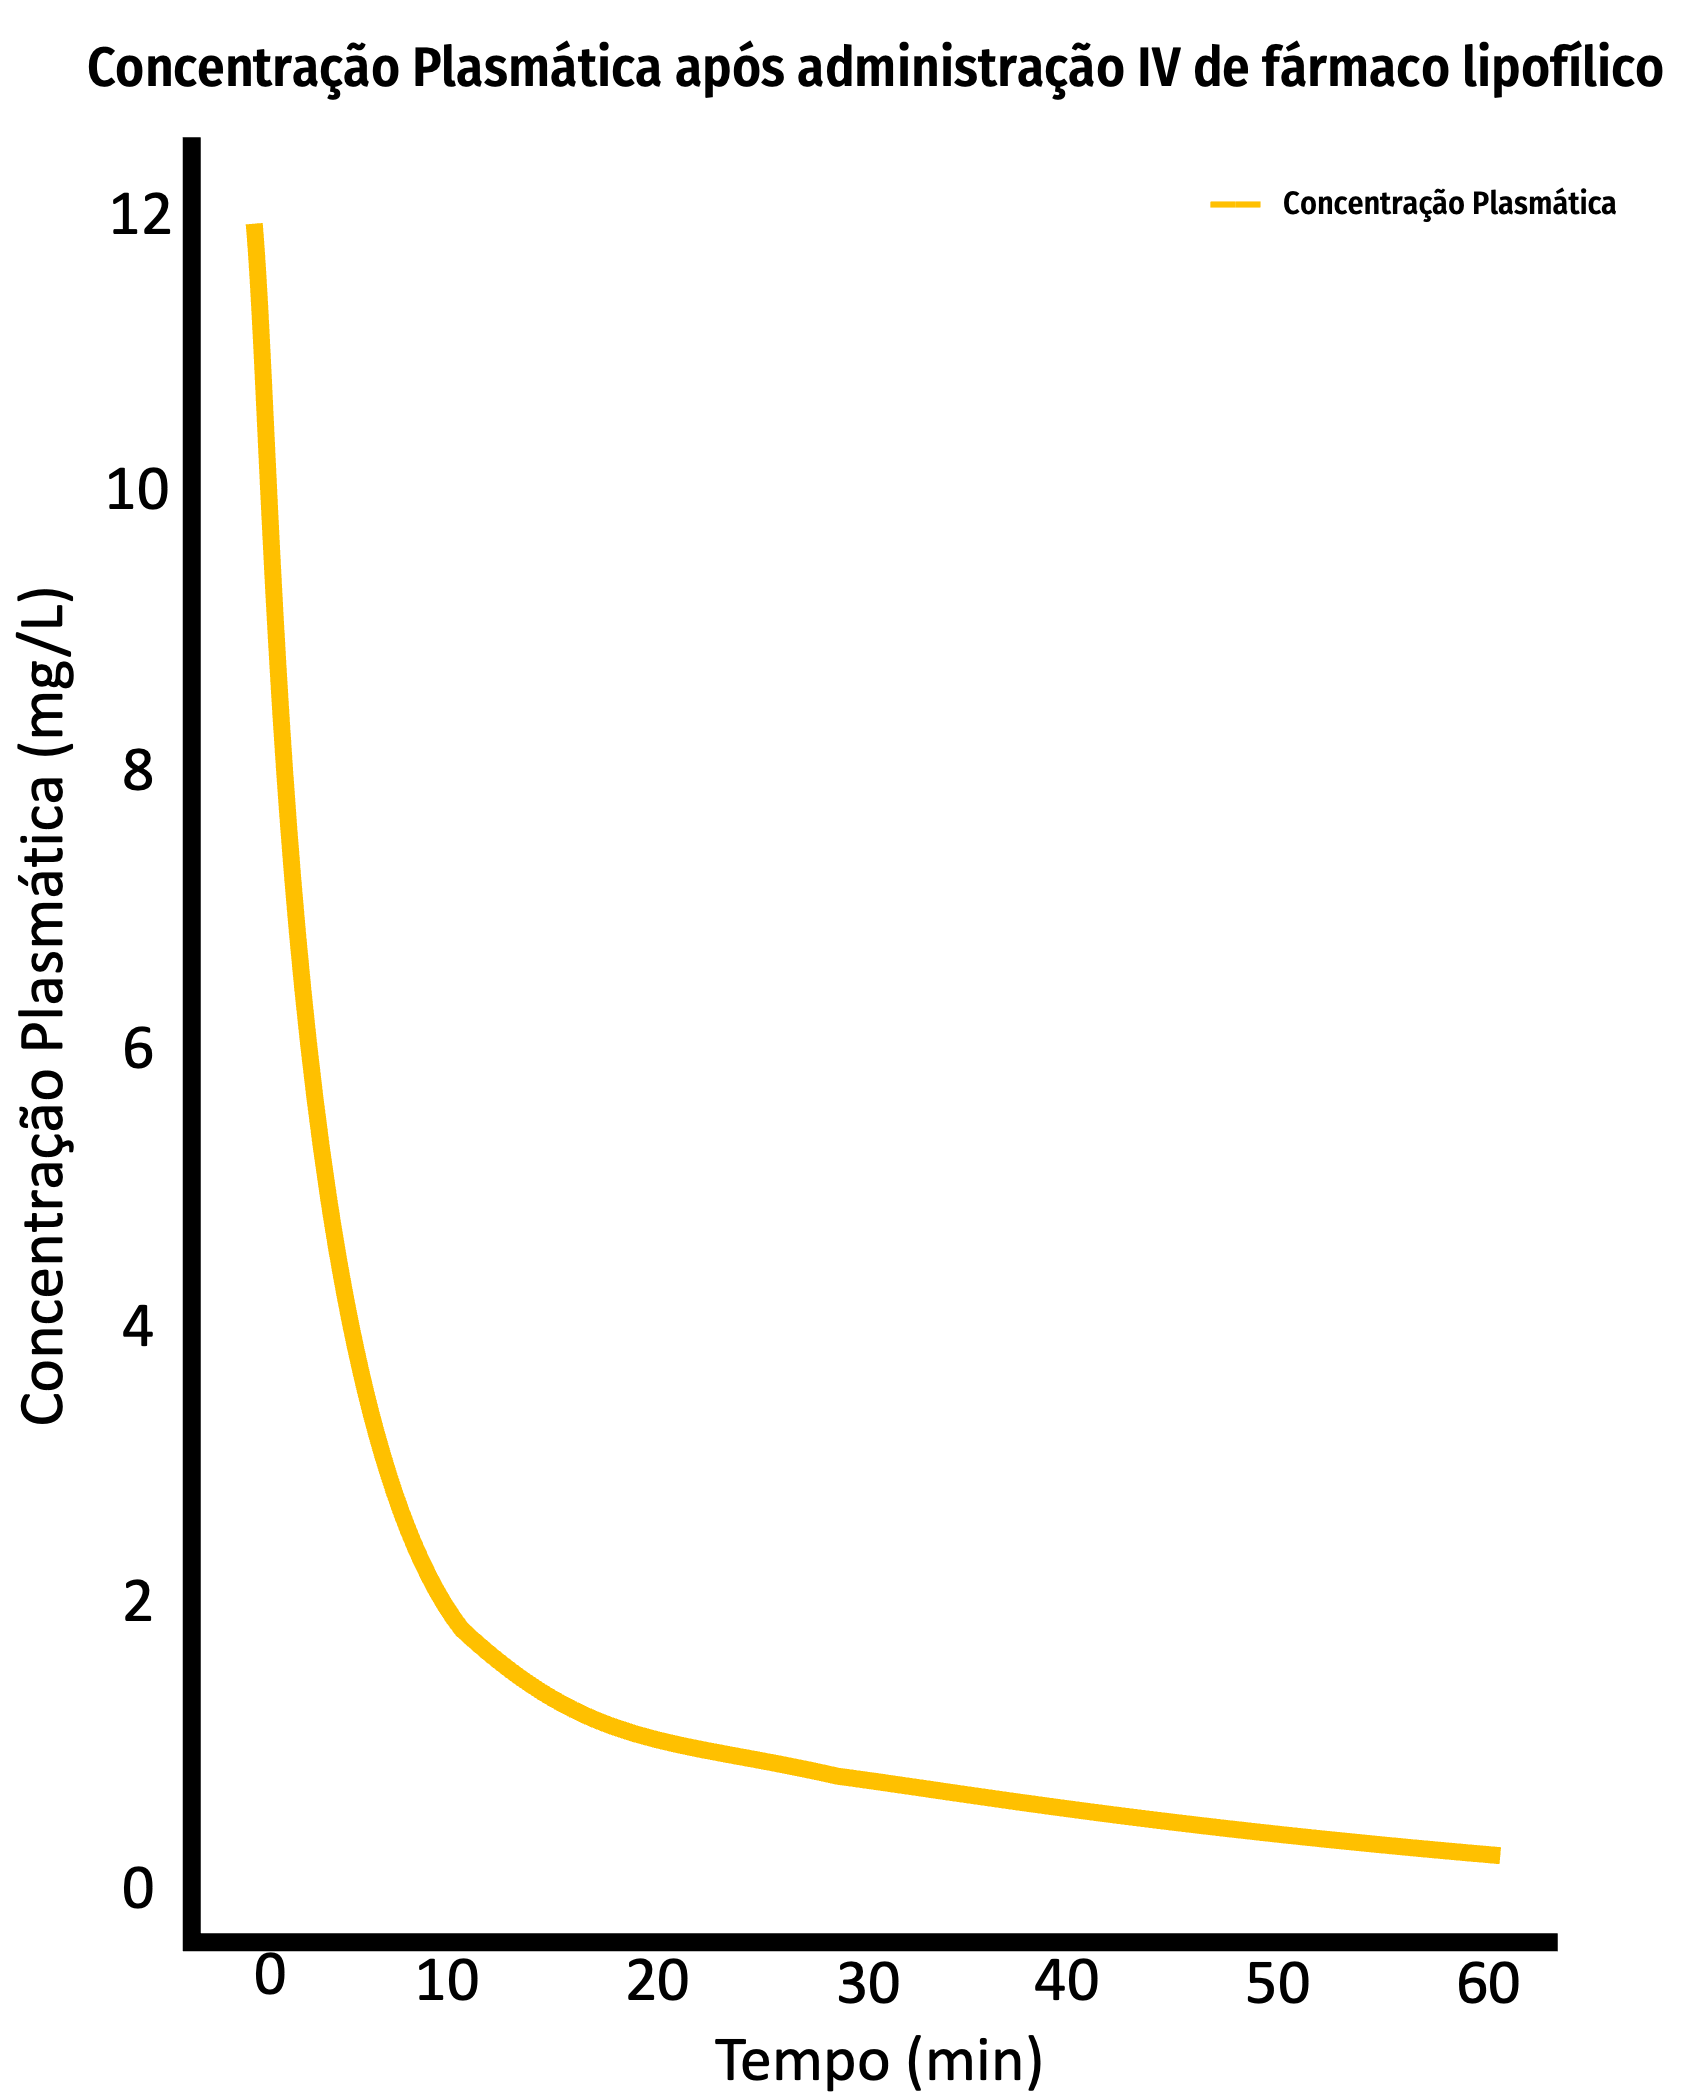 Concentração Plasmática após administração IV de fármaco lipofílico
Concentração Plasmática
12
10
8
6
4
2
0
Concentração Plasmática (mg/L)
0 10 20 30 40 50 60
Tempo (min)